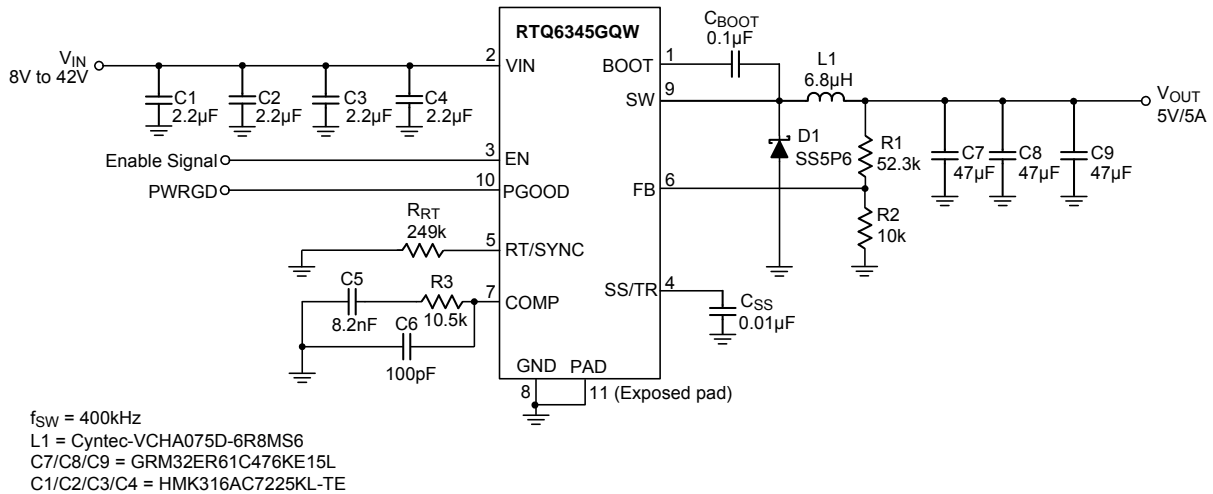 RTQ6345GQW
VIN
8V to 42V
C1
2.2µF
C2
2.2µF
C3
2.2µF
C4
2.2µF
2
VIN
Enable Signal
3
EN
PWRGD
10
PGOOD
RRT
249k
5
RT/SYNC
C5
8.2nF
R3
10.5k
7
COMP
C6
100pF
GND
8
PAD
11 (Exposed pad)
BOOT
1
CBOOT
0.1µF
SW
9
L1
6.8µH
D1
SS5P6
R1
52.3k
FB
6
R2
10k
C7
47µF
C8
47µF
C9
47µF
VOUT
5V/5A
SS/TR
4
CSS
0.01µF
fSW = 400kHz
L1 = Cyntec-VCHA075D-6R8MS6
C7/C8/C9 = GRM32ER61C476KE15L
C1/C2/C3/C4 = HMK316AC7225KL-TE